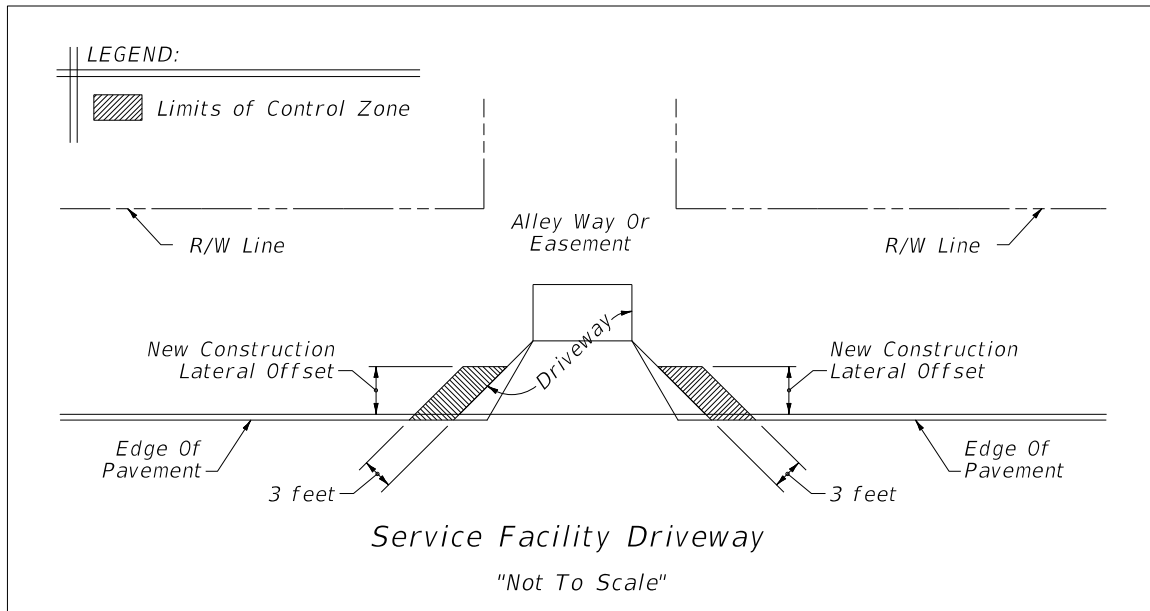 LEGEND:
Limits of Control Zone
Alley Way Or
Easement
R/W Line
R/W Line
New Construction
Lateral Offset
Driveway
New Construction
Lateral Offset
Edge Of
Pavement
Edge Of
Pavement
3 feet
3 feet
Service Facility Driveway
"Not To Scale"